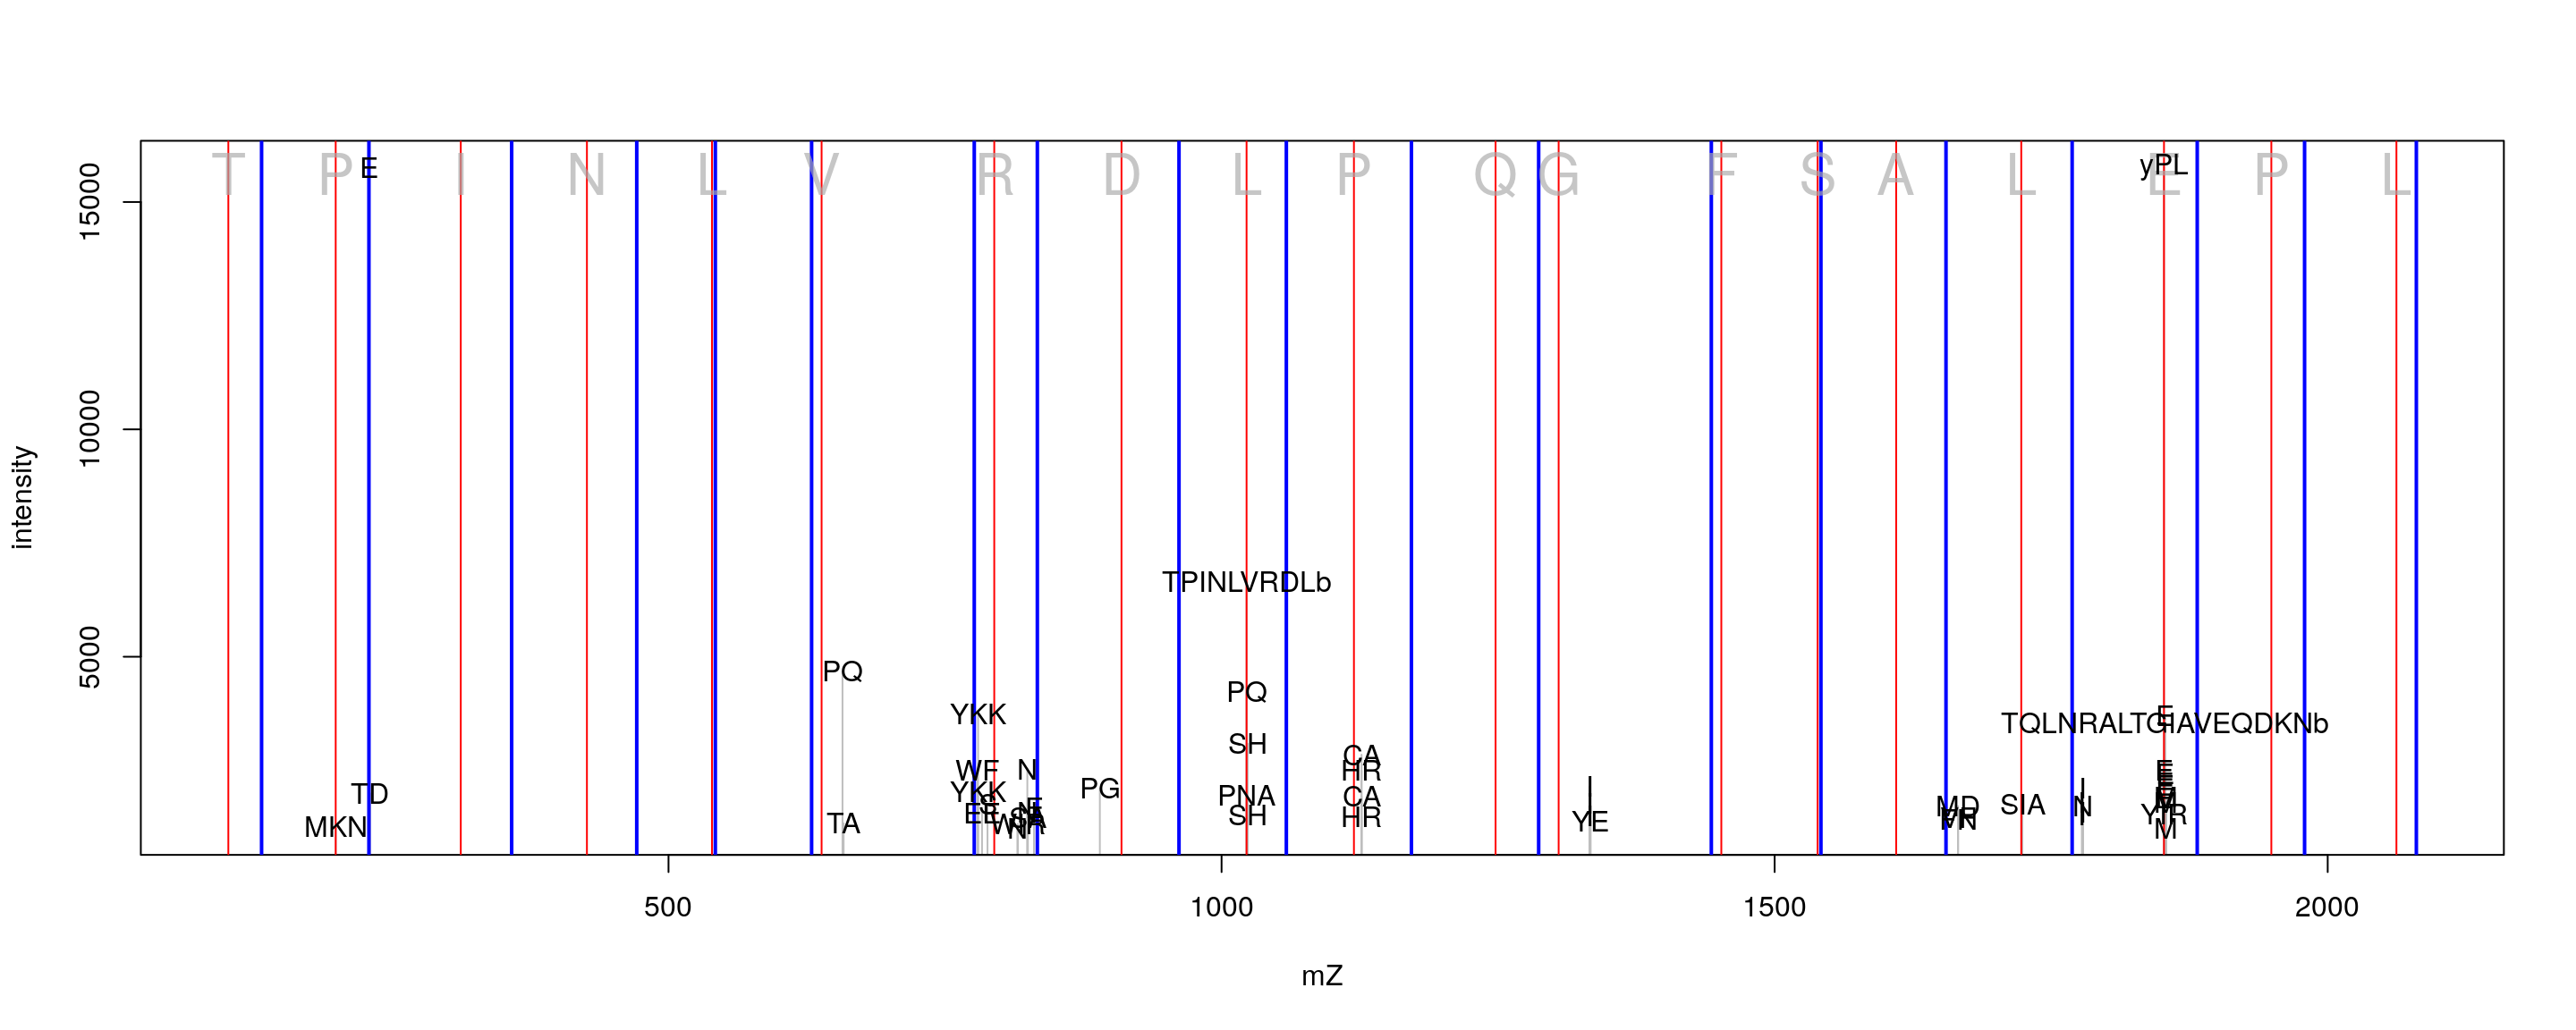 T P I N L V R D L P Q G F S A L E P L
E
yPL
15000
10000
5000
intensity
TPINLVRDLb
PQ
PQ
YKK
SH
TQLNRALTGIAVEQDKNb
E
WF
N
CA
HR
TD
YKK
S
PG
PNA
CA
MD
SIA
N
I
I
MKN
TA
EE
N
SH
HR
YE
M
500
1000
1500
2000
mZ